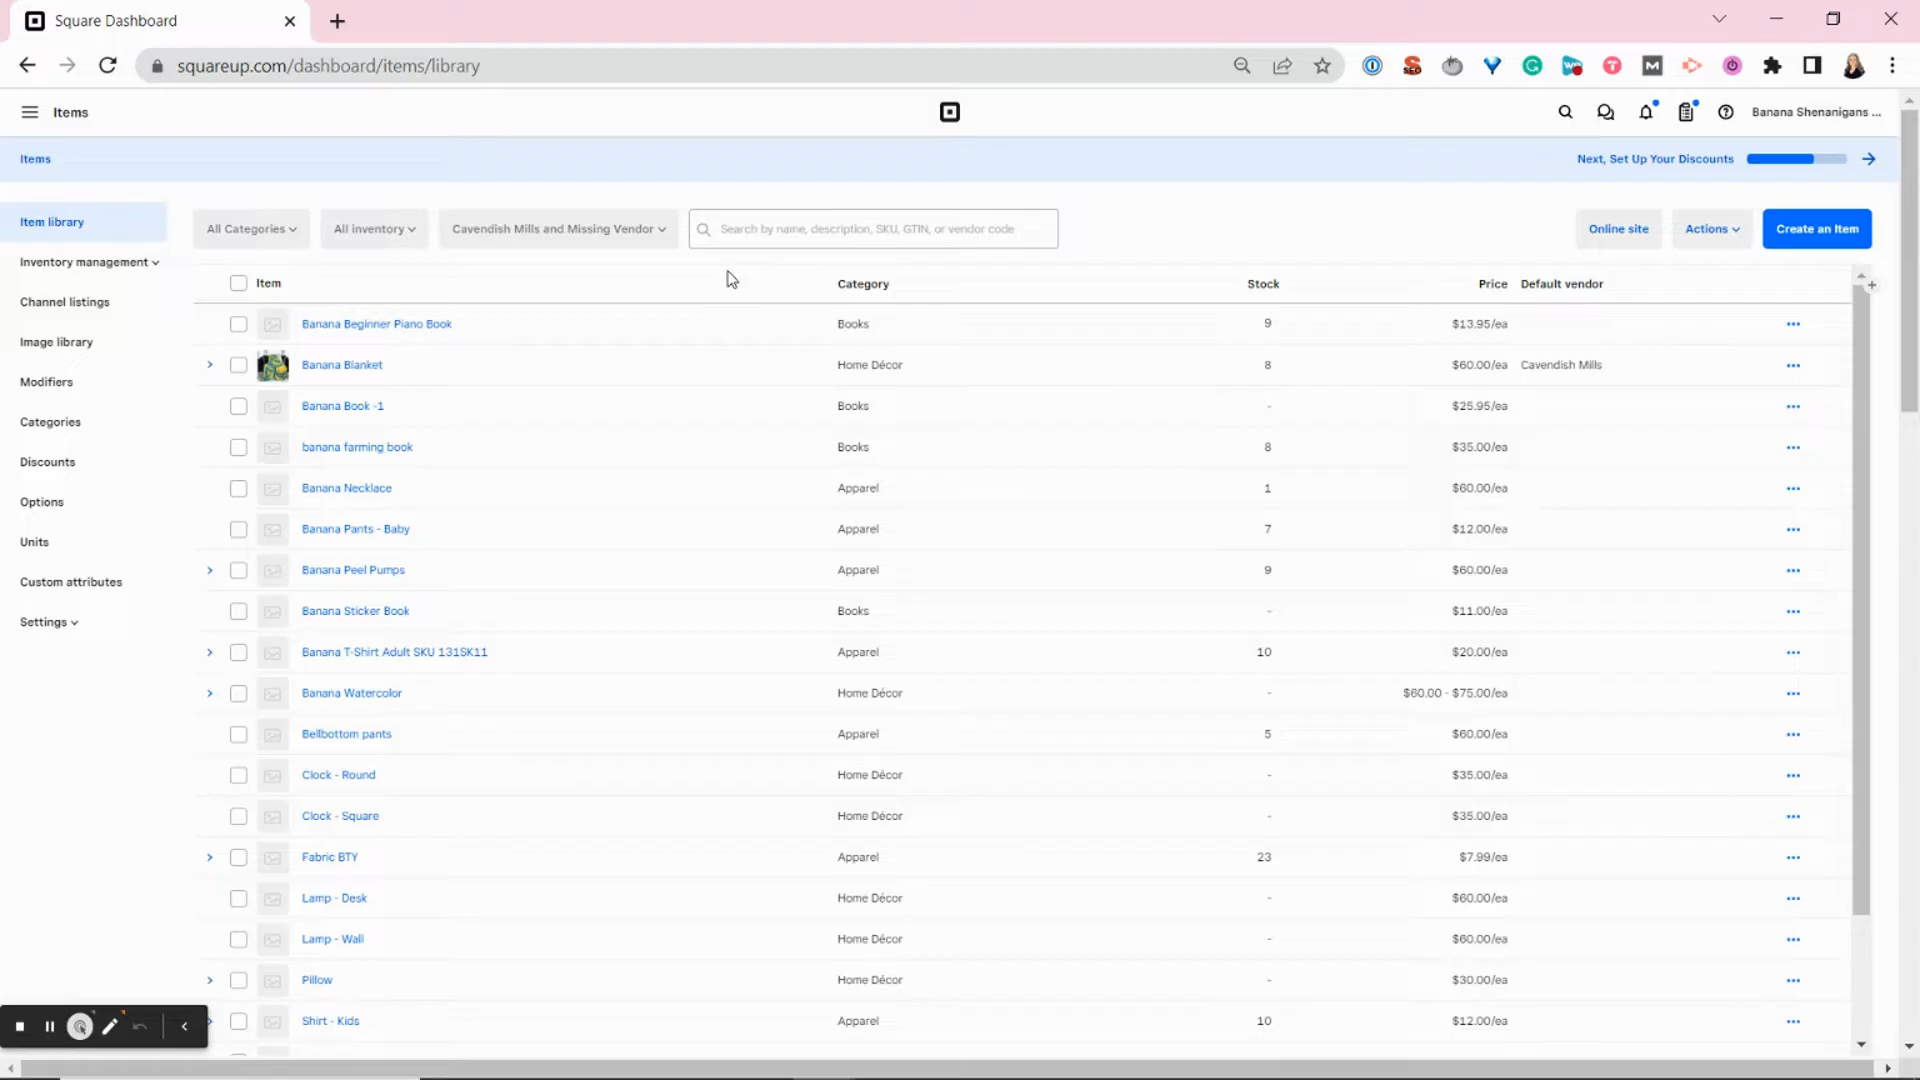 Square Dashboard
squareup.com/dashboard/items/library
Items
Banana Shenanigans ...
Items
Next, Set Up Your Discounts
Item library
Inventory management
Channel listings
Image library
Modifiers
Categories
Discounts
Options
Units
Custom attributes
Settings
All Categories
All inventory
Cavendish Mills and Missing Vendor
Search by name, description, SKU, GTIN, or vendor code
Online site
Actions
Create an Item
Item Category Stock Price Default vendor
Banana Beginner Piano Book Books 9 $13.95/ea
Banana Blanket Home Décor 8 $60.00/ea Cavendish Mills
Banana Book -1 Books - $25.95/ea
banana farming book Books 8 $35.00/ea
Banana Necklace Apparel 1 $60.00/ea
Banana Pants - Baby Apparel 7 $12.00/ea
Banana Peel Pumps Apparel 9 $60.00/ea
Banana Sticker Book Books - $11.00/ea
Banana T-Shirt Adult SKU 131SK11 Apparel 10 $20.00/ea
Banana Watercolor Home Décor - $60.00 - $75.00/ea
Bellbottom pants Apparel 5 $60.00/ea
Clock - Round Home Décor - $35.00/ea
Clock - Square Home Décor - $35.00/ea
Fabric BTY Apparel 23 $7.99/ea
Lamp - Desk Home Décor - $60.00/ea
Lamp - Wall Home Décor - $60.00/ea
Pillow Home Décor - $30.00/ea
Shirt - Kids Apparel 10 $12.00/ea